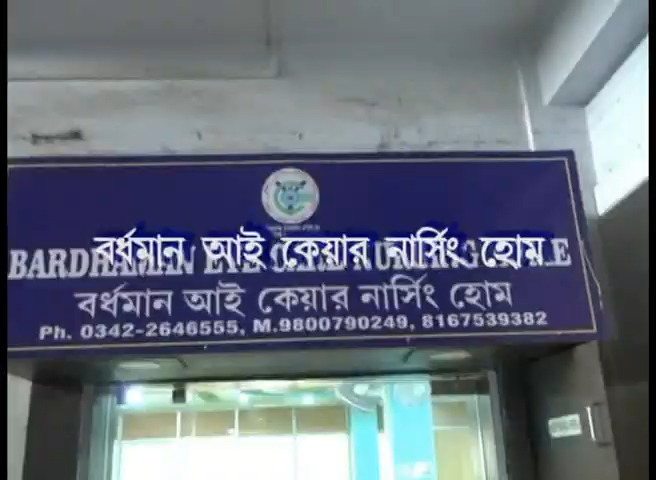 বর্ধমান আই কেয়ার নার্সিং হোম
BARDHAMAN EYE CARE NURSING HOME
বর্ধমান আই কেয়ার নার্সিং হোম
Ph. 0342-2646555, M.9800790249, 8167539382